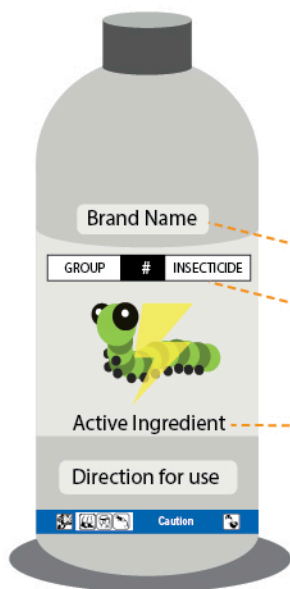 Brand Name
GROUP # INSECTICIDE
Active Ingredient
Direction for use
Caution